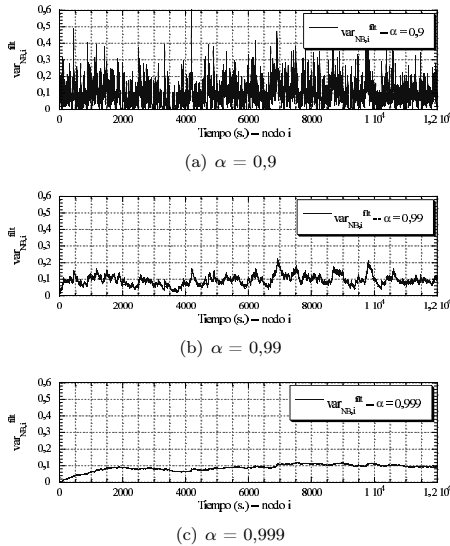 0,6
0,5
0,4
0,3
0,2
0,1
0
var_NB,i^filt
var_NB,i^filt – α = 0,9
0 2000 4000 6000 8000 1 10^4 1,2 10^4
Tiempo (s.) – nodo i
(a) α = 0,9
0,6
0,5
0,4
0,3
0,2
0,1
0
var_NB,i^filt
var_NB,i^filt -- α = 0,99
0 2000 4000 6000 8000 1 10^4 1,2 10^4
Tiempo (s.) – nodo i
(b) α = 0,99
0,6
0,5
0,4
0,3
0,2
0,1
0
var_NB,i^filt
var_NB,i^filt – α = 0,999
0 2000 4000 6000 8000 1 10^4 1,2 10^4
Tiempo (s.) – nodo i
(c) α = 0,999